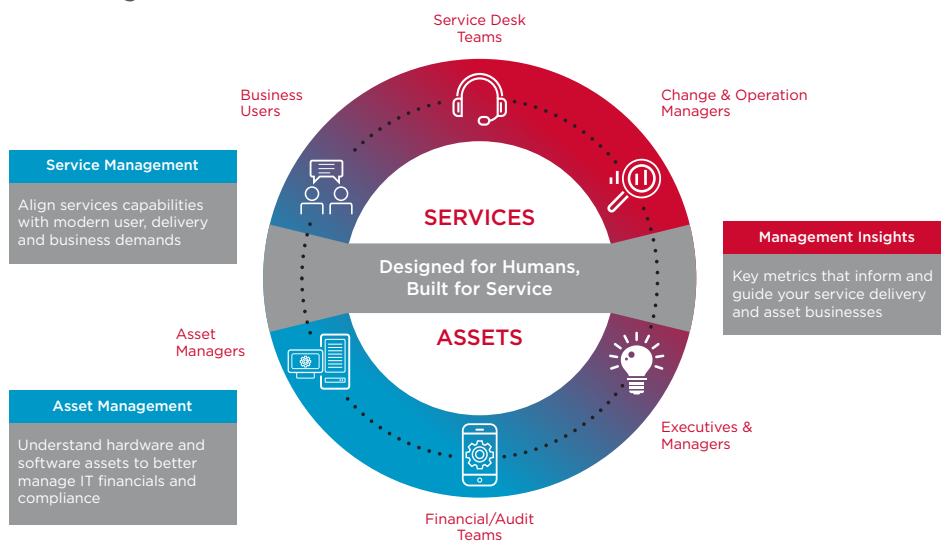 Service Desk
Teams
Business
Users
Change & Operation
Managers
Service Management
Align services capabilities
with modern user, delivery
and business demands
SERVICES
Designed for Humans,
Built for Service
ASSETS
Management Insights
Key metrics that inform and
guide your service delivery
and asset businesses
Asset
Managers
Asset Management
Understand hardware and
software assets to better
manage IT financials and
compliance
Executives &
Managers
Financial/Audit
Teams